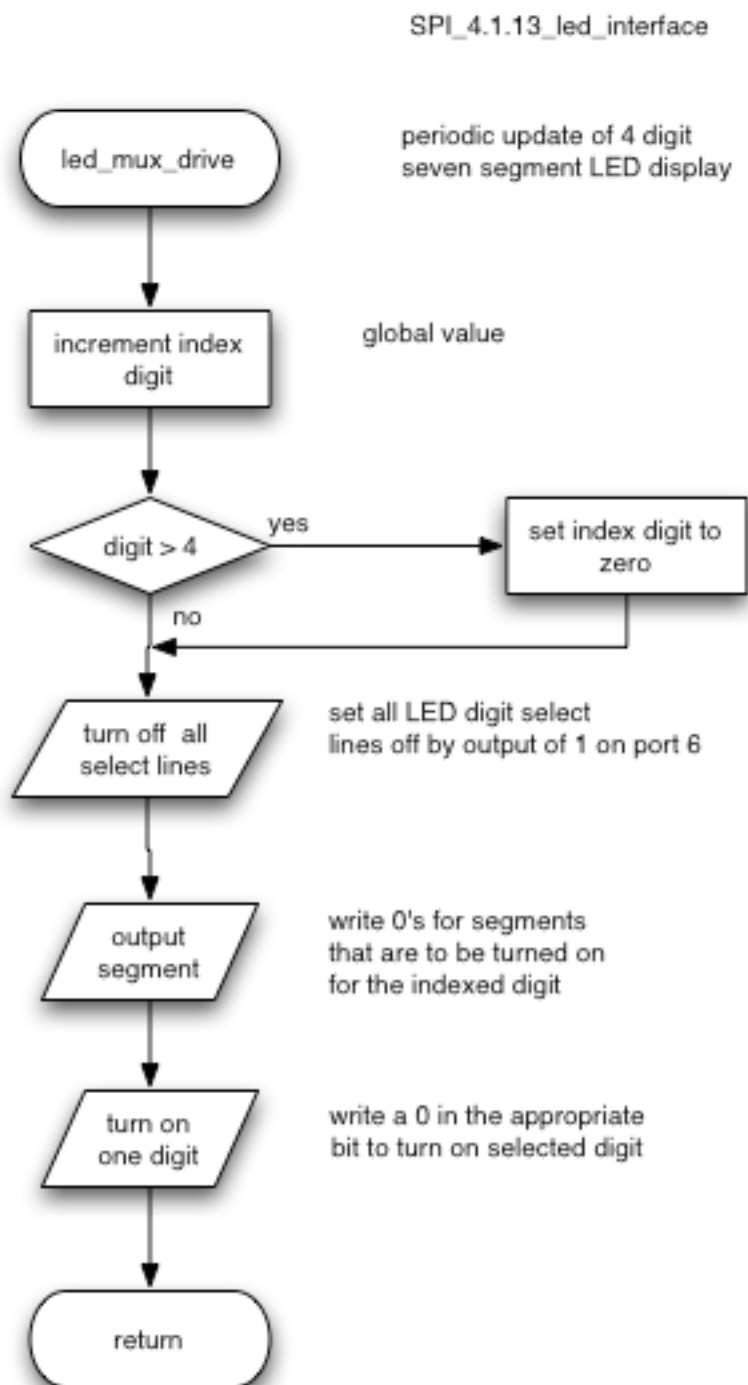 SPI_4.1.13_led_interface
led_mux_drive
periodic update of 4 digit
seven segment LED display
increment index
digit
global value
digit > 4
yes
set index digit to
zero
no
turn off all
select lines
set all LED digit select
lines off by output of 1 on port 6
output
segment
write 0's for segments
that are to be turned on
for the indexed digit
turn on
one digit
write a 0 in the appropriate
bit to turn on selected digit
return